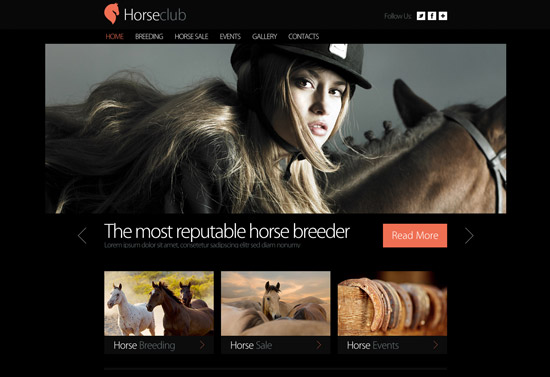 Horseclub
Follow Us:
HOME BREEDING HORSE SALE EVENTS GALLERY CONTACTS
The most reputable horse breeder
Lorem ipsum dolor sit amet, consetetur sadipscing elitr sed diam nonumy
Read More
Horse Breeding
Horse Sale
Horse Events